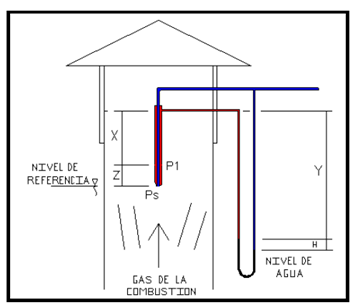 X
P1
Y
NIVEL DE
REFERENCIA
Z
Ps
H
NIVEL DE
AGUA
GAS DE LA
COMBUSTION